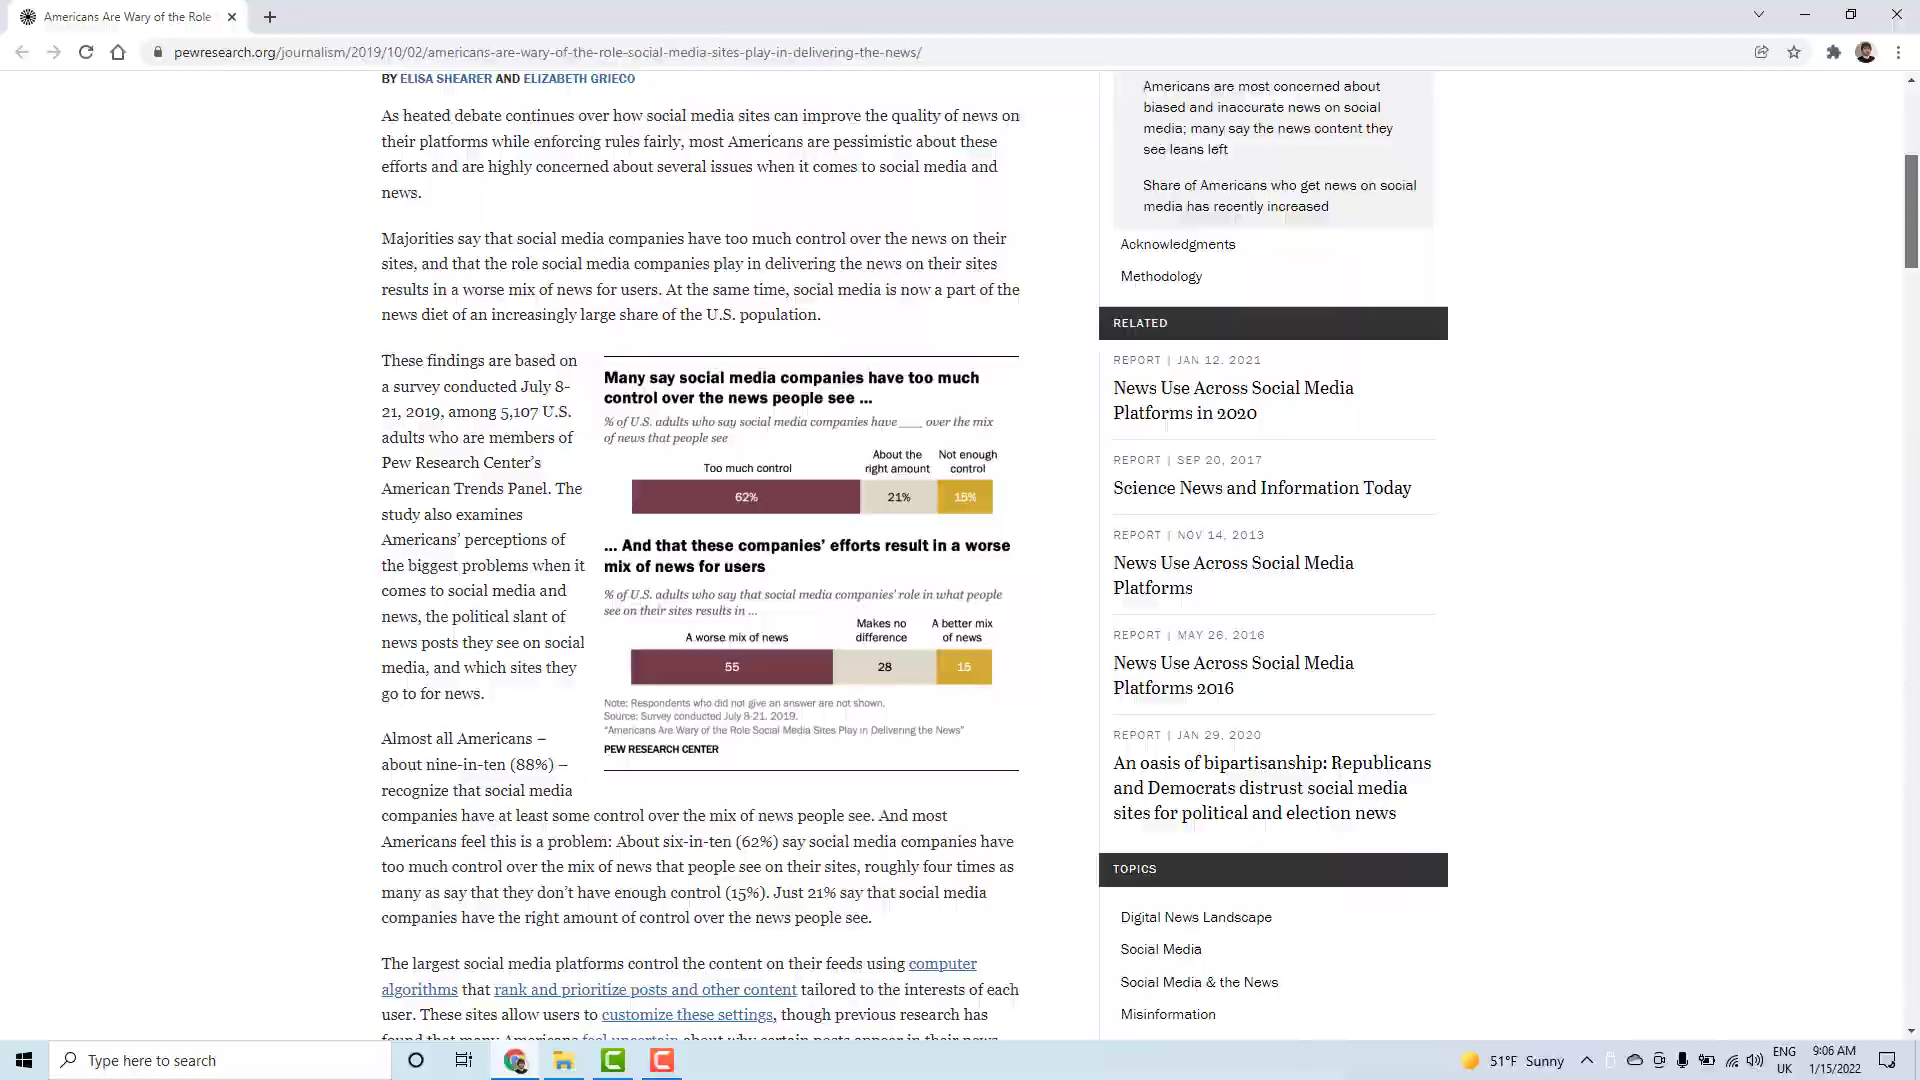 Americans Are Wary of the Role
pewresearch.org/journalism/2019/10/02/americans-are-wary-of-the-role-social-media-sites-play-in-delivering-the-news/
BY ELISA SHEARER AND ELIZABETH GRIECO
As heated debate continues over how social media sites can improve the quality of news on
their platforms while enforcing rules fairly, most Americans are pessimistic about these
efforts and are highly concerned about several issues when it comes to social media and
news.
Majorities say that social media companies have too much control over the news on their
sites, and that the role social media companies play in delivering the news on their sites
results in a worse mix of news for users. At the same time, social media is now a part of the
news diet of an increasingly large share of the U.S. population.
These findings are based on
a survey conducted July 8-
21, 2019, among 5,107 U.S.
adults who are members of
Pew Research Center's
American Trends Panel. The
study also examines
Americans' perceptions of
the biggest problems when it
comes to social media and
news, the political slant of
news posts they see on social
media, and which sites they
go to for news.
Many say social media companies have too much
control over the news people see ...
% of U.S. adults who say social media companies have ____ over the mix
of news that people see
Too much control
About the
right amount
Not enough
control
62%
21%
15%
... And that these companies' efforts result in a worse
mix of news for users
% of U.S. adults who say that social media companies' role in what people
see on their sites results in ...
A worse mix of news
Makes no
difference
A better mix
of news
55
28
15
Note: Respondents who did not give an answer are not shown.
Source: Survey conducted July 8-21, 2019.
"Americans Are Wary of the Role Social Media Sites Play in Delivering the News"
PEW RESEARCH CENTER
Almost all Americans –
about nine-in-ten (88%) –
recognize that social media
companies have at least some control over the mix of news people see. And most
Americans feel this is a problem: About six-in-ten (62%) say social media companies have
too much control over the mix of news that people see on their sites, roughly four times as
many as say that they don't have enough control (15%). Just 21% say that social media
companies have the right amount of control over the news people see.
The largest social media platforms control the content on their feeds using computer
algorithms that rank and prioritize posts and other content tailored to the interests of each
user. These sites allow users to customize these settings, though previous research has
found that many Americans feel uncertain about why certain posts appear in their news
Americans are most concerned about
biased and inaccurate news on social
media; many say the news content they
see leans left
Share of Americans who get news on social
media has recently increased
Acknowledgments
Methodology
RELATED
REPORT | JAN 12, 2021
News Use Across Social Media
Platforms in 2020
REPORT | SEP 20, 2017
Science News and Information Today
REPORT | NOV 14, 2013
News Use Across Social Media
Platforms
REPORT | MAY 26, 2016
News Use Across Social Media
Platforms 2016
REPORT | JAN 29, 2020
An oasis of bipartisanship: Republicans
and Democrats distrust social media
sites for political and election news
TOPICS
Digital News Landscape
Social Media
Social Media & the News
Misinformation
Type here to search
51°F Sunny
ENG
UK
9:06 AM
1/15/2022